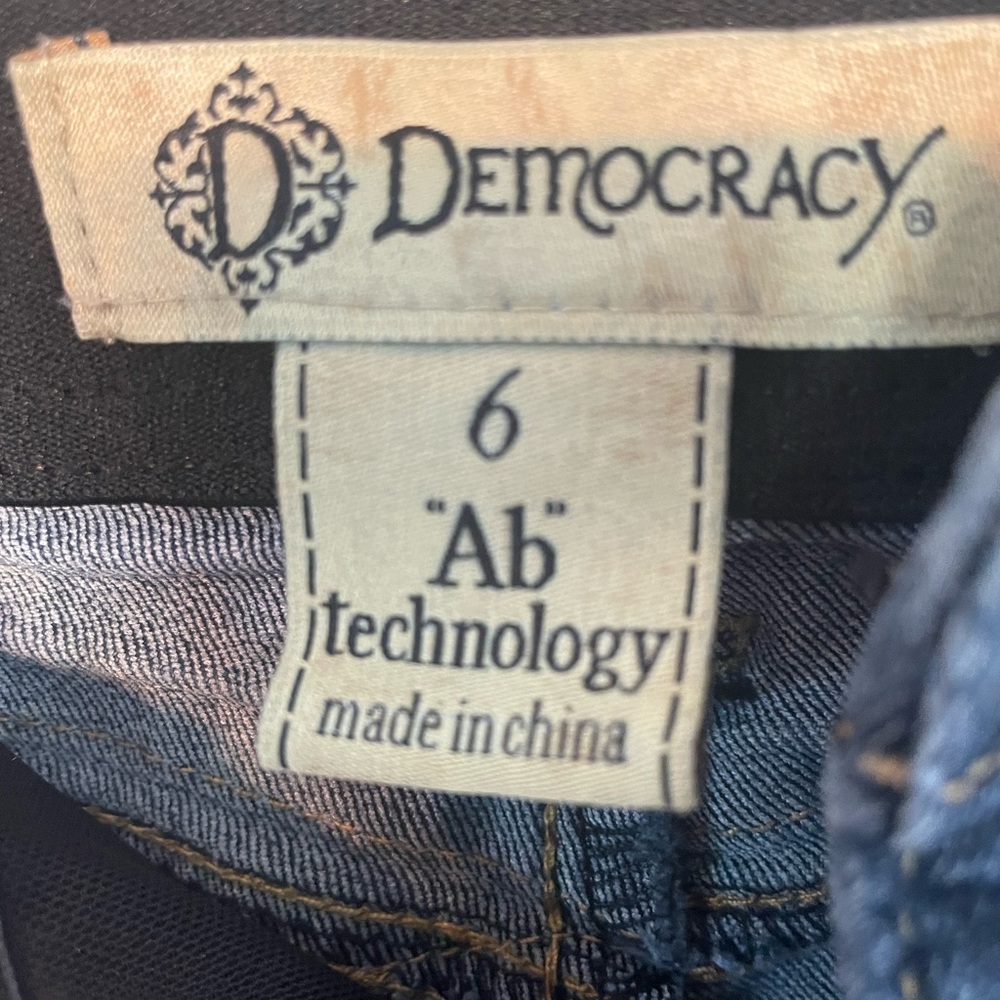 D DEMOCRACY®
6
"Ab"
technology
made in china